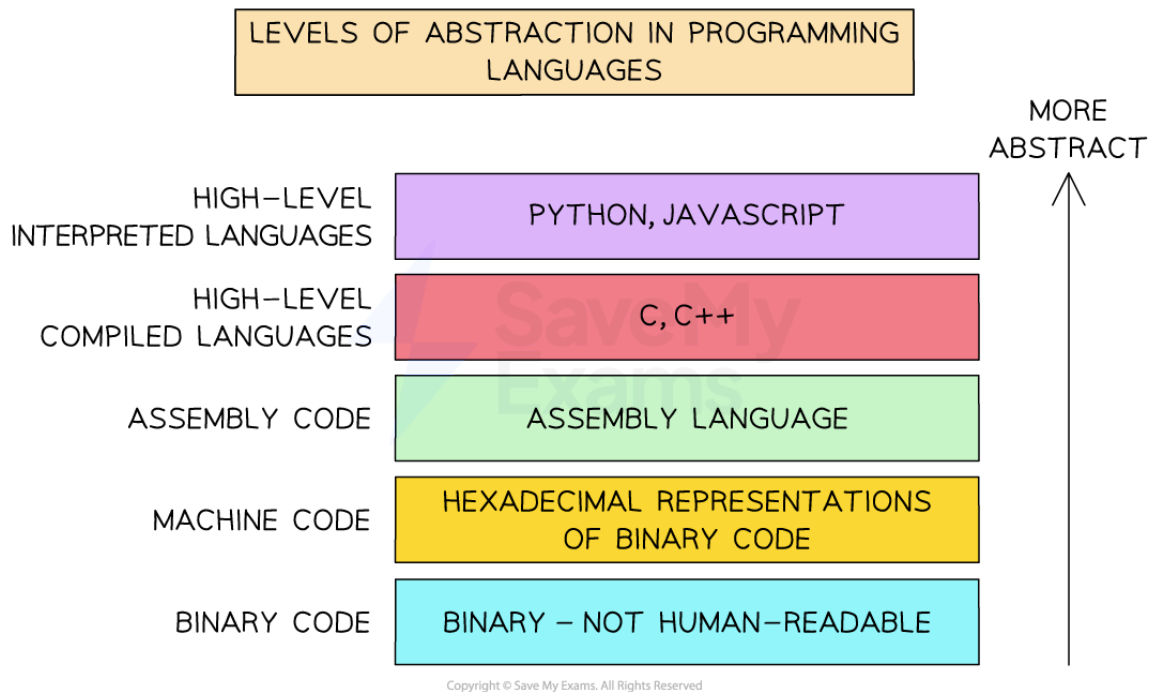 LEVELS OF ABSTRACTION IN PROGRAMMING
LANGUAGES
MORE
ABSTRACT
HIGH-LEVEL
INTERPRETED LANGUAGES
PYTHON, JAVASCRIPT
HIGH-LEVEL
COMPILED LANGUAGES
C, C++
SaveMy
Exams
ASSEMBLY CODE
ASSEMBLY LANGUAGE
MACHINE CODE
HEXADECIMAL REPRESENTATIONS
OF BINARY CODE
BINARY CODE
BINARY – NOT HUMAN-READABLE
Copyright © Save My Exams. All Rights Reserved